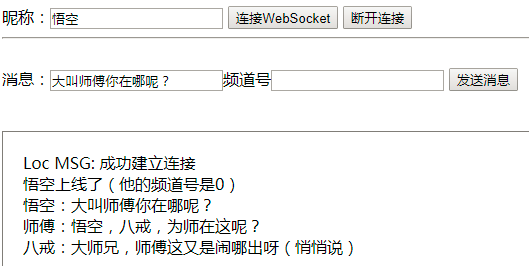 昵称：悟空 连接WebSocket 断开连接
消息：大叫师傅你在哪呢？ 频道号 发送消息
Loc MSG: 成功建立连接
悟空上线了（他的频道号是0）
悟空：大叫师傅你在哪呢？
师傅：悟空，八戒，为师在这呢？
八戒：大师兄，师傅这又是闹哪出呀（悄悄说）